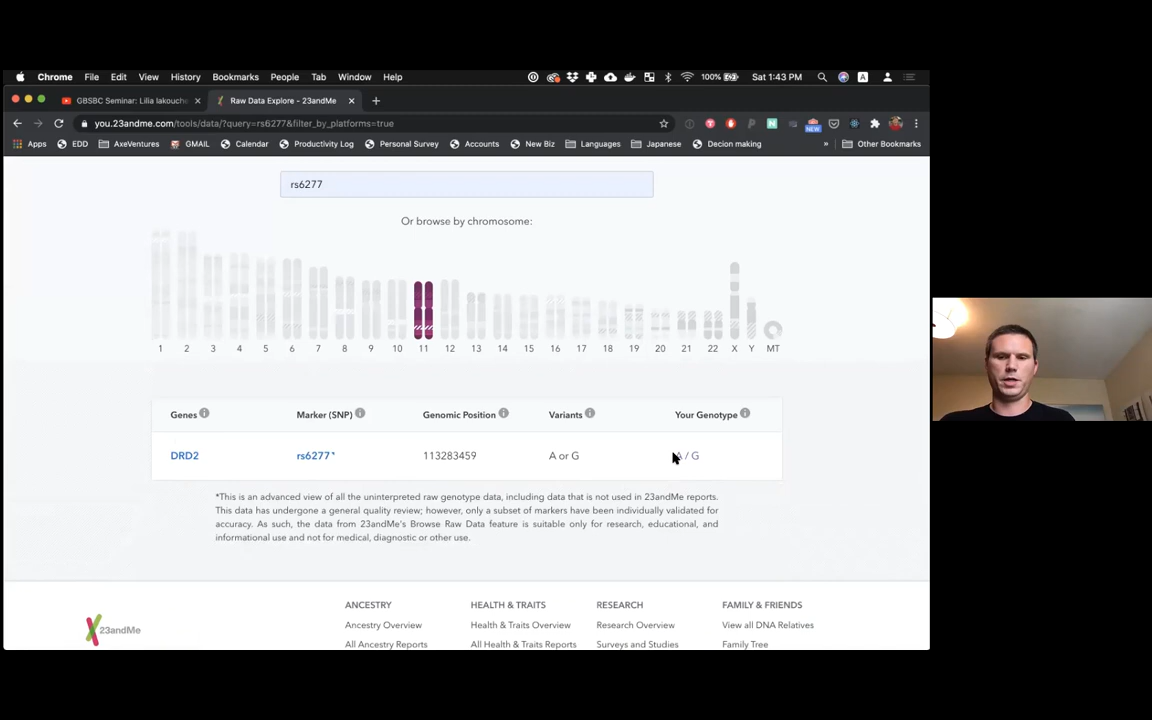 Chrome File Edit View History Bookmarks People Tab Window Help 100% Sat 1:43 PM
GBSBC Seminar: Lilia Iakouche Raw Data Explore - 23andMe
you.23andme.com/tools/data/?query=rs6277&filter_by_platforms=true
Apps EDD AxeVentures GMAIL Calendar Productivity Log Personal Survey Accounts New Biz Languages Japanese Decion making » Other Bookmarks
NEW
rs6277
Or browse by chromosome:
1 2 3 4 5 6 7 8 9 10 11 12 13 14 15 16 17 18 19 20 21 22 X Y MT
Genes Marker (SNP) Genomic Position Variants Your Genotype
DRD2 rs6277* 113283459 A or G A / G
*This is an advanced view of all the uninterpreted raw genotype data, including data that is not used in 23andMe reports.
This data has undergone a general quality review; however, only a subset of markers have been individually validated for
accuracy. As such, the data from 23andMe's Browse Raw Data feature is suitable only for research, educational, and
informational use and not for medical, diagnostic or other use.
23andMe
ANCESTRY HEALTH & TRAITS RESEARCH FAMILY & FRIENDS
Ancestry Overview Health & Traits Overview Research Overview View all DNA Relatives
All Ancestry Reports All Health & Traits Reports Surveys and Studies Family Tree